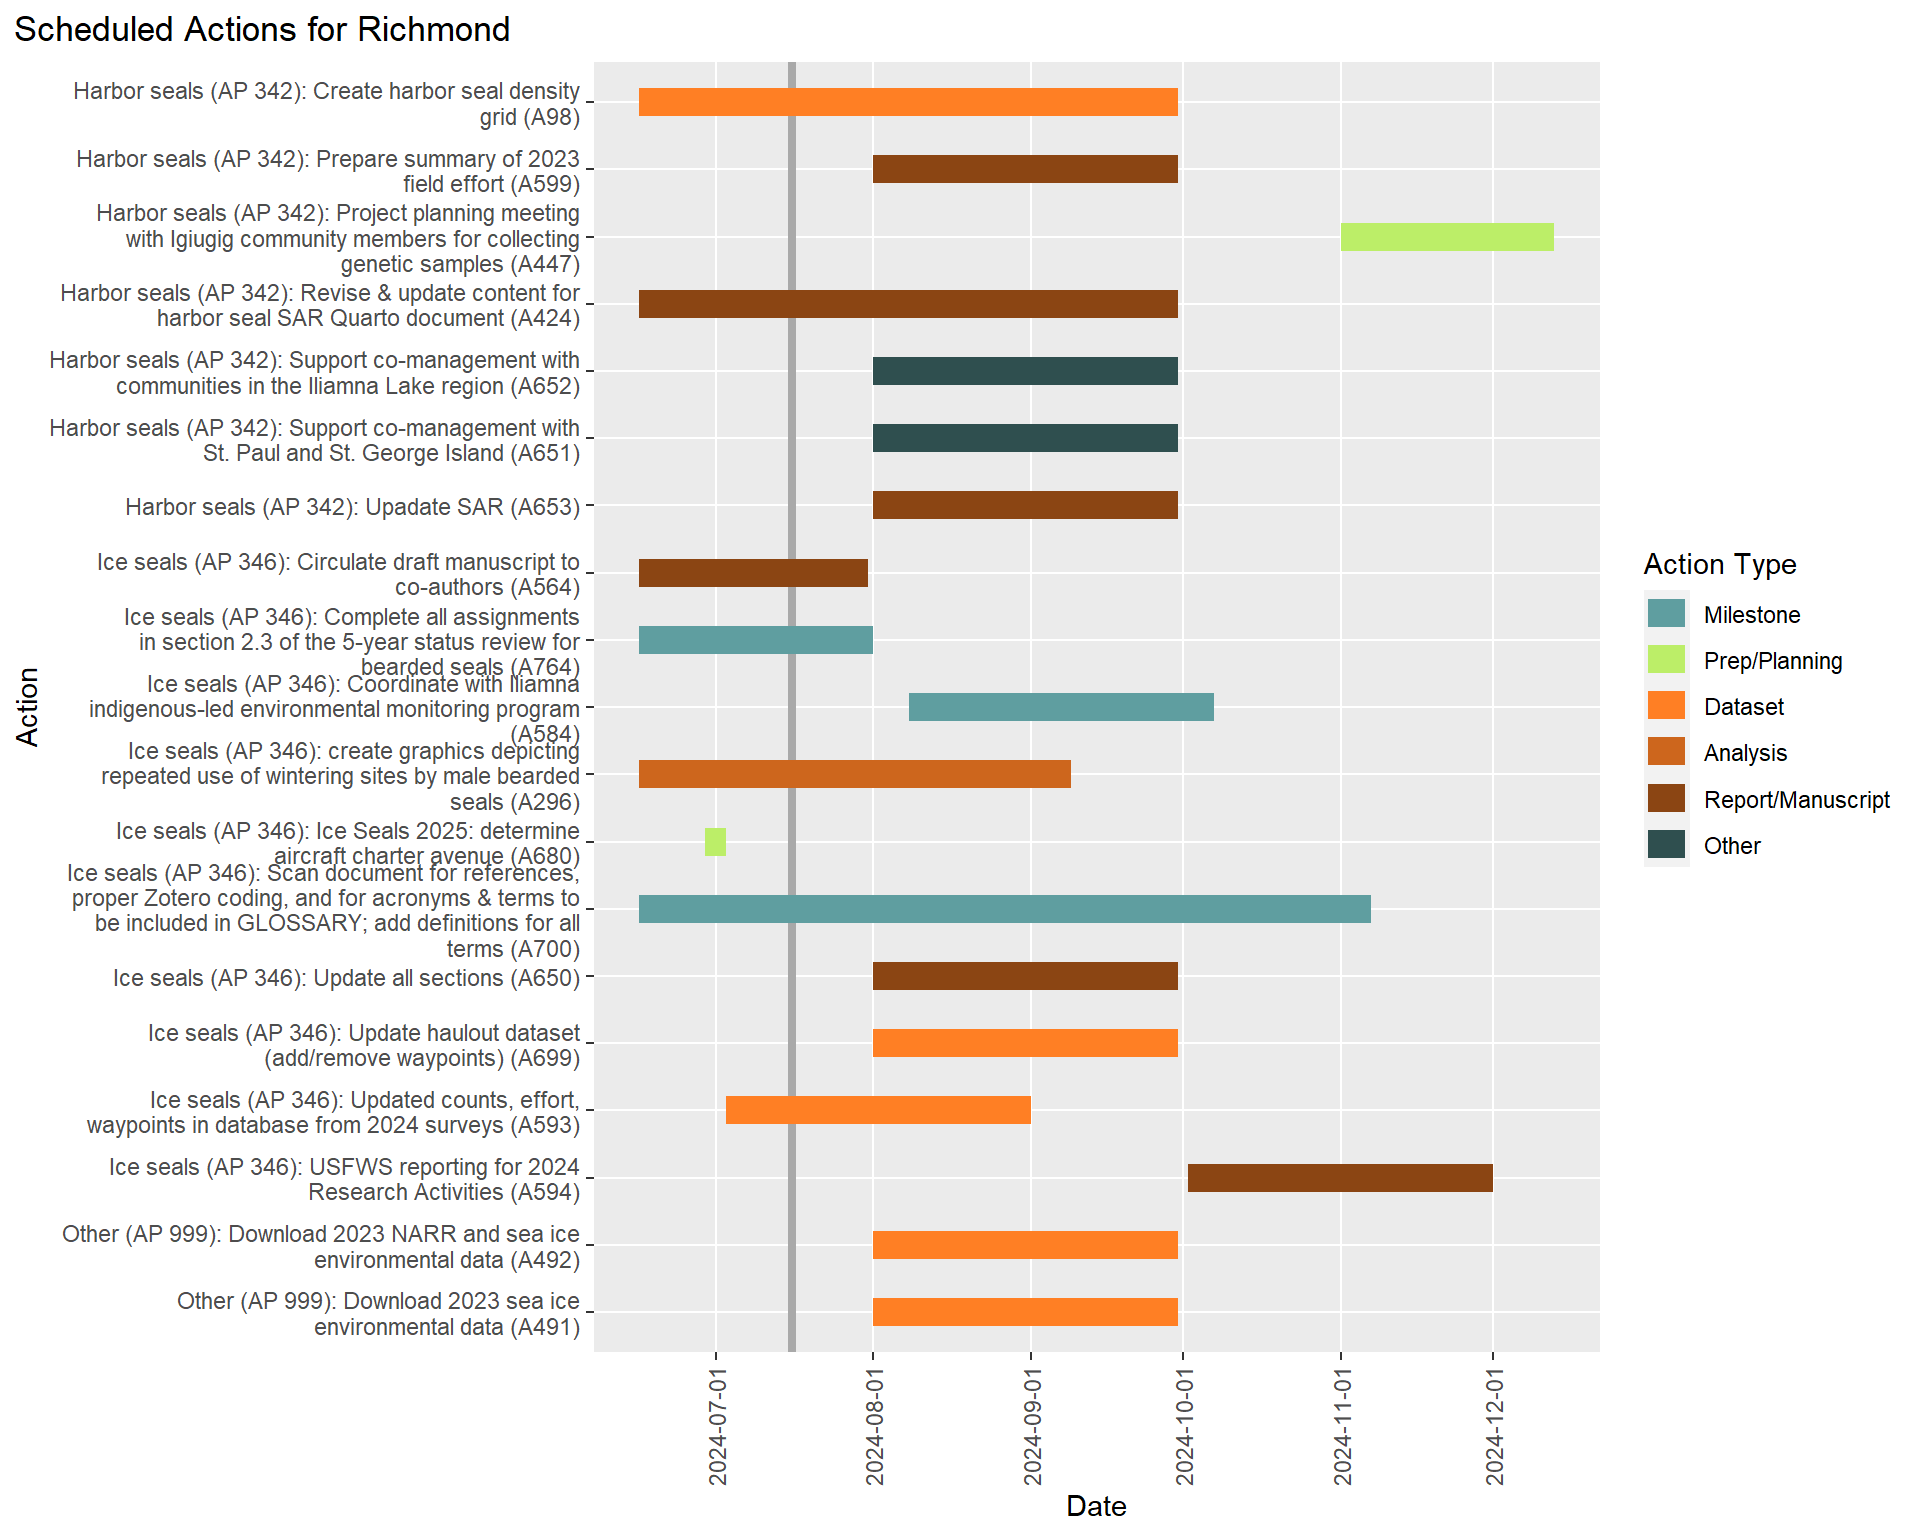 Scheduled Actions for Richmond
Harbor seals (AP 342): Create harbor seal density
grid (A98)
Harbor seals (AP 342): Prepare summary of 2023
field effort (A599)
Harbor seals (AP 342): Project planning meeting
with Igiugig community members for collecting
genetic samples (A447)
Harbor seals (AP 342): Revise & update content for
harbor seal SAR Quarto document (A424)
Harbor seals (AP 342): Support co-management with
communities in the Iliamna Lake region (A652)
Harbor seals (AP 342): Support co-management with
St. Paul and St. George Island (A651)
Harbor seals (AP 342): Upadate SAR (A653)
Ice seals (AP 346): Circulate draft manuscript to
co-authors (A564)
Ice seals (AP 346): Complete all assignments
in section 2.3 of the 5-year status review for
bearded seals (A764)
Ice seals (AP 346): Coordinate with Iliamna
indigenous-led environmental monitoring program
(A584)
Ice seals (AP 346): create graphics depicting
repeated use of wintering sites by male bearded
seals (A296)
Ice seals (AP 346): Ice Seals 2025: determine
aircraft charter avenue (A680)
Ice seals (AP 346): Scan document for references,
proper Zotero coding, and for acronyms & terms to
be included in GLOSSARY; add definitions for all
terms (A700)
Ice seals (AP 346): Update all sections (A650)
Ice seals (AP 346): Update haulout dataset
(add/remove waypoints) (A699)
Ice seals (AP 346): Updated counts, effort,
waypoints in database from 2024 surveys (A593)
Ice seals (AP 346): USFWS reporting for 2024
Research Activities (A594)
Other (AP 999): Download 2023 NARR and sea ice
environmental data (A492)
Other (AP 999): Download 2023 sea ice
environmental data (A491)
Action
2024-07-01
2024-08-01
2024-09-01
2024-10-01
2024-11-01
2024-12-01
Date
Action Type
Milestone
Prep/Planning
Dataset
Analysis
Report/Manuscript
Other